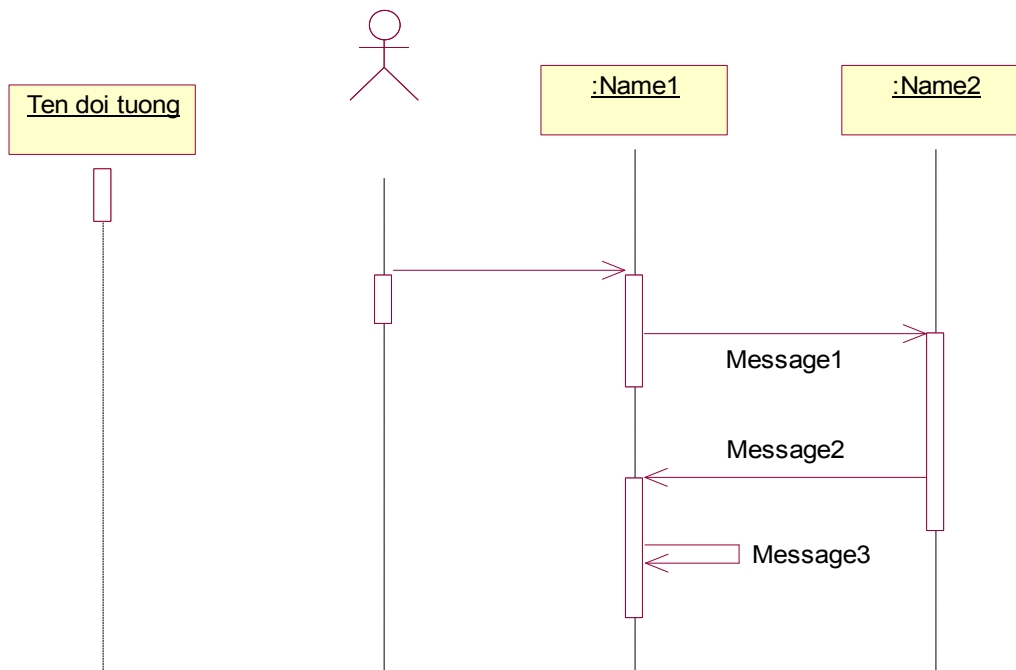 Ten doi tuong
:Name1
:Name2
Message1
Message2
Message3